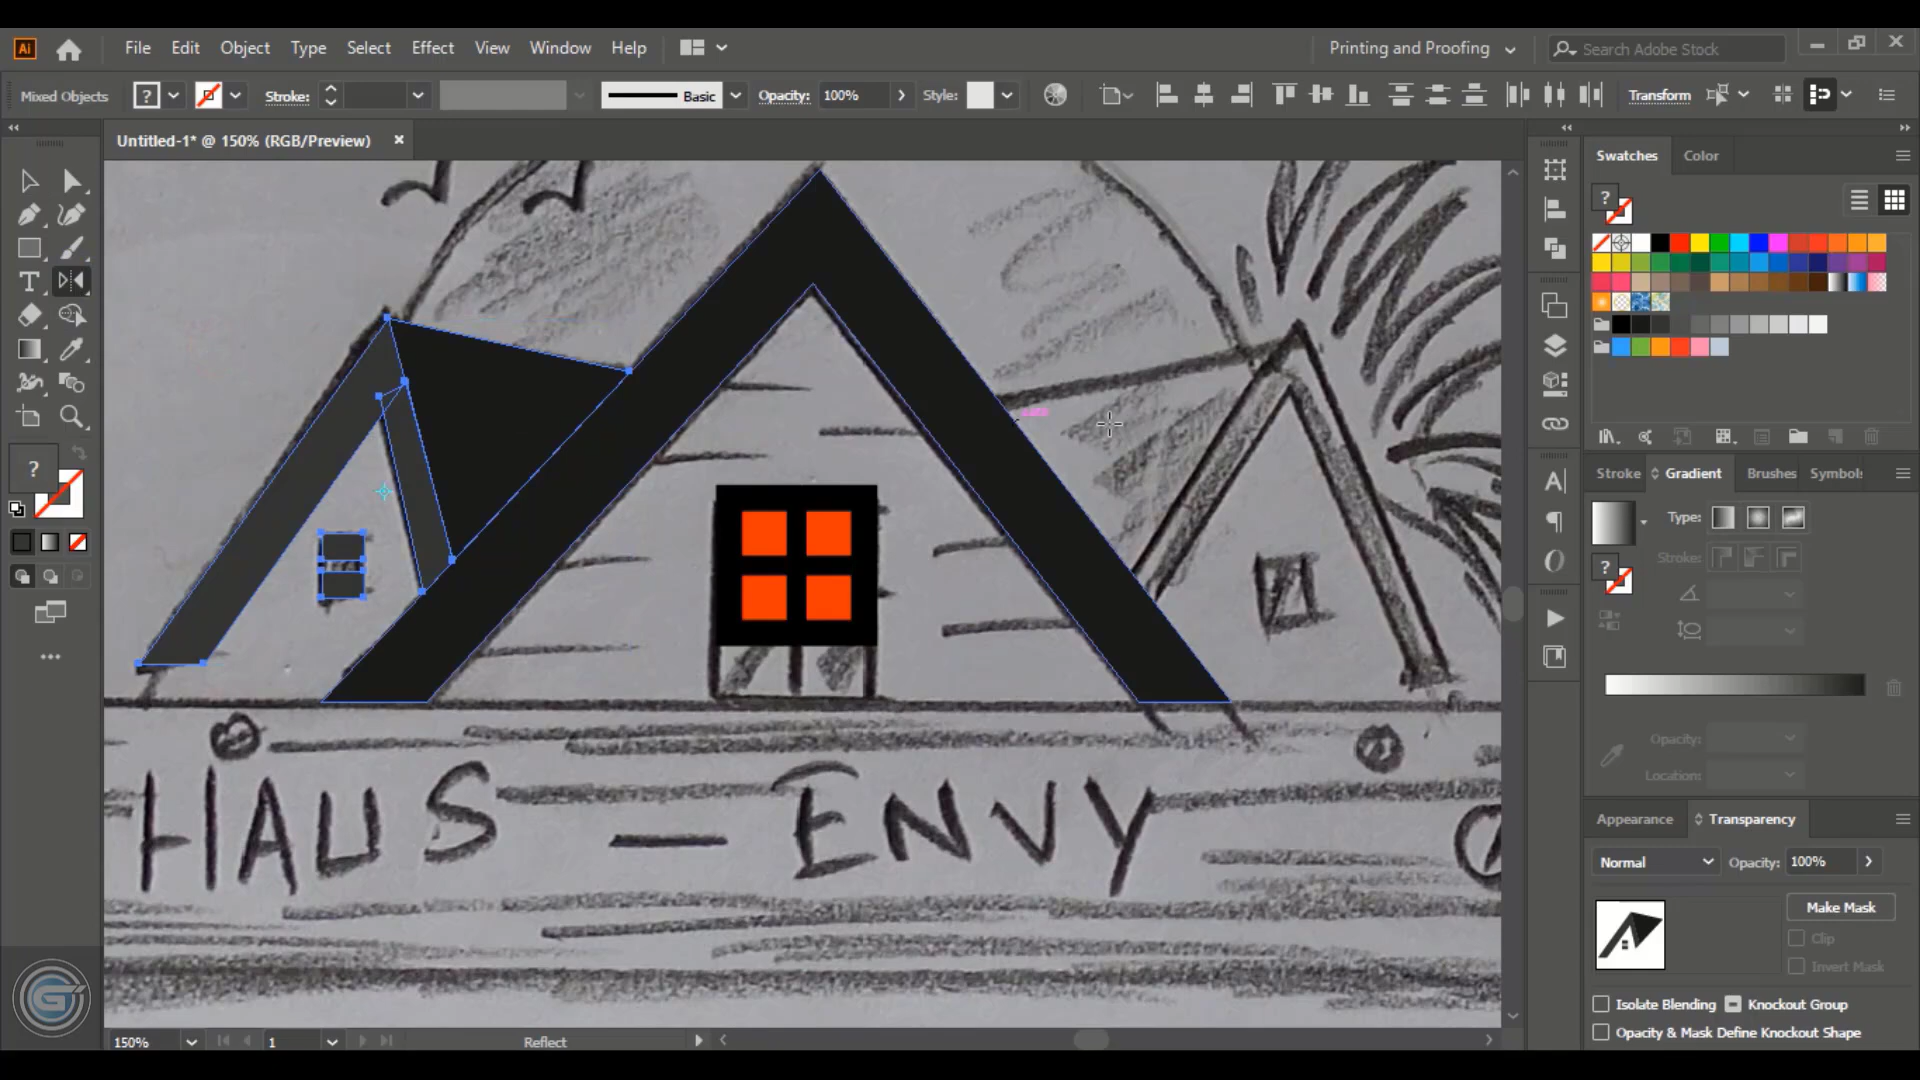 Ai File Edit Object Type Select Effect View Window Help Printing and Proofing Search Adobe Stock
Mixed Objects ? Stroke: Basic Opacity: 100% Style: Transform
Untitled-1* @ 150% (RGB/Preview)
Swatches Color
?
T
?
Stroke Gradient Brushes Symbol
Type:
Stroke:
?
Opacity:
Location:
HAUS — ENVY
Appearance Transparency
Normal Opacity: 100%
Make Mask
Clip
Invert Mask
Isolate Blending Knockout Group
Opacity & Mask Define Knockout Shape
150% 1 Reflect